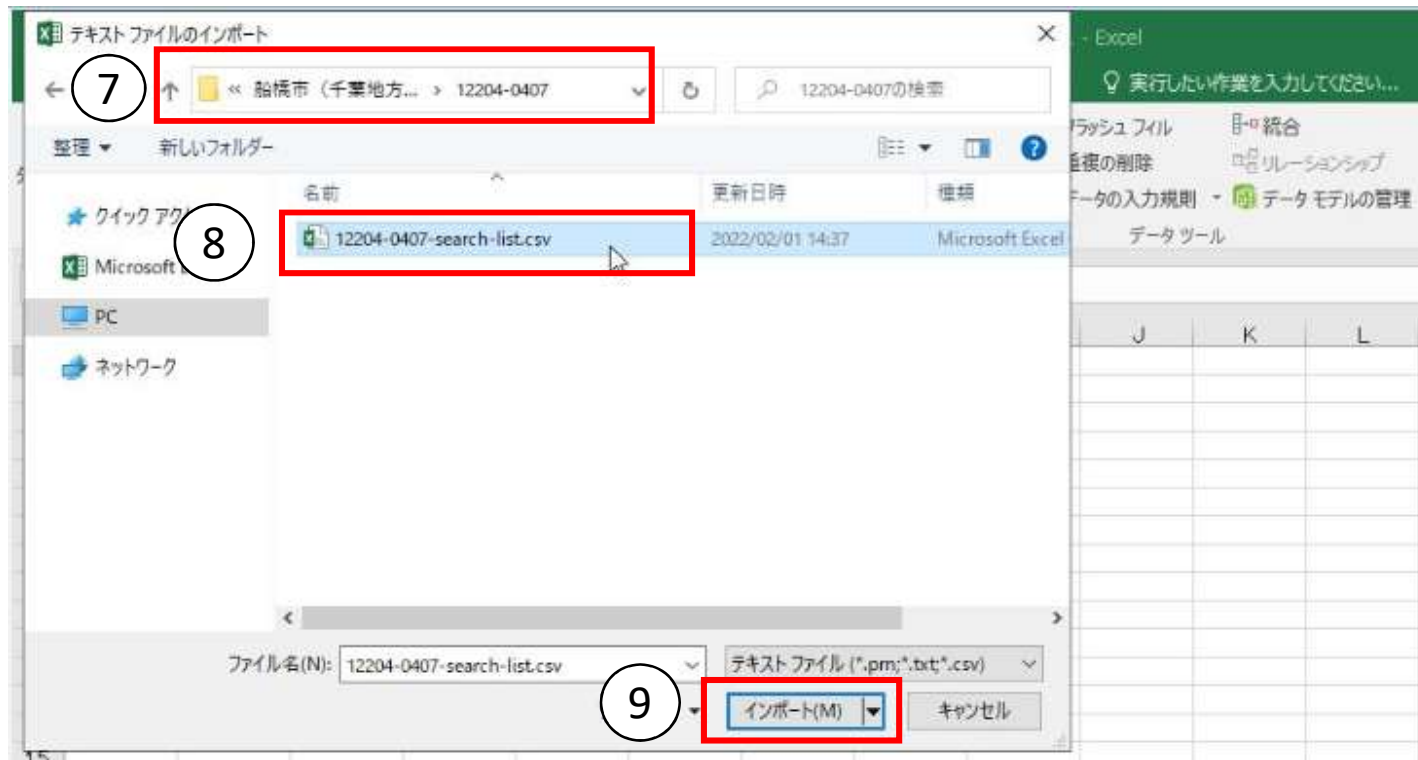 テキスト ファイルのインポート
- Excel
7
« 船橋市（千葉地方... › 12204-0407
12204-0407の検索
実行したい作業を入力してください...
整理 ▼ 新しいフォルダー
フラッシュ フィル
統合
重複の削除
リレーションシップ
データの入力規則
データ モデルの管理
データ ツール
名前
更新日時
種類
クイック アク
8
12204-0407-search-list.csv
2022/02/01 14:37
Microsoft Excel
Microsoft
PC
ネットワーク
J K L
ファイル名(N):
12204-0407-search-list.csv
テキスト ファイル (*.prn;*.txt;*.csv)
9
インポート(M)
キャンセル
15